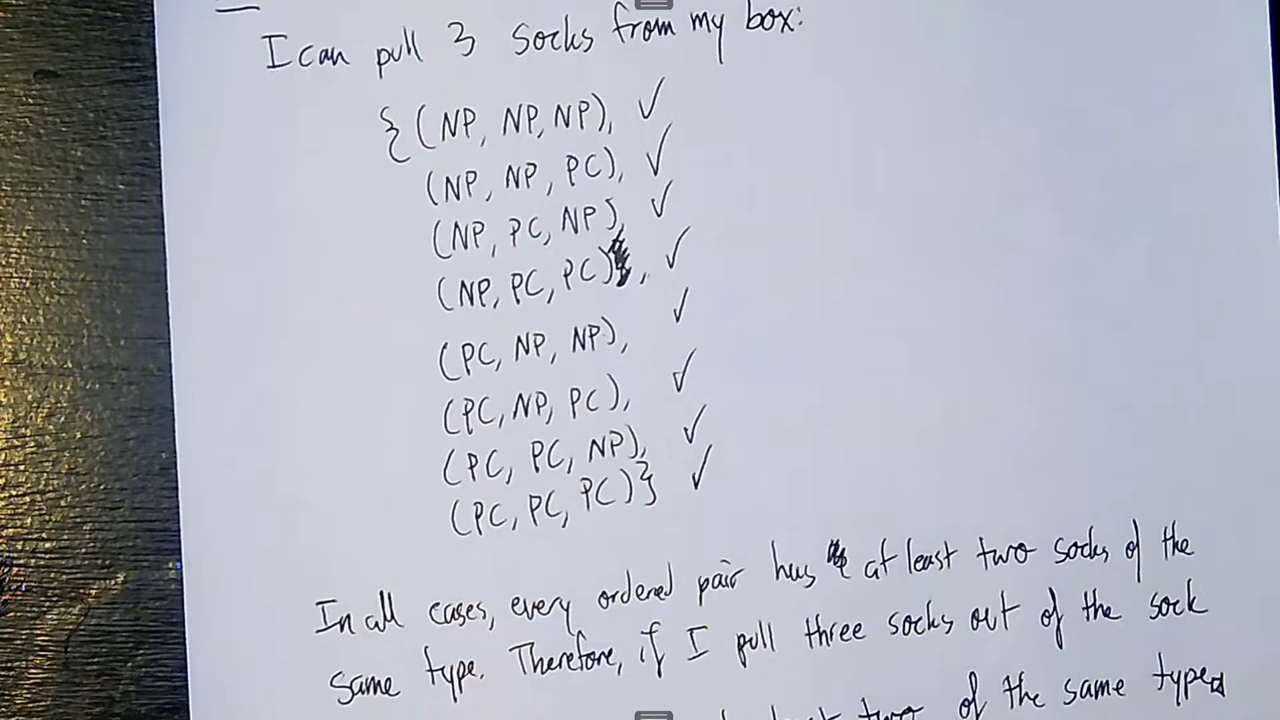 I can pull 3 socks from my box:
{(NP, NP, NP), ✓
(NP, NP, PC), ✓
(NP, PC, NP), ✓
(NP, PC, PC), ✓
(PC, NP, NP), ✓
(PC, NP, PC), ✓
(PC, PC, NP), ✓
(PC, PC, PC)} ✓
In all cases, every ordered pair has at least two socks of the
same type. Therefore, if I pull three socks out of the sock
least two of the same type